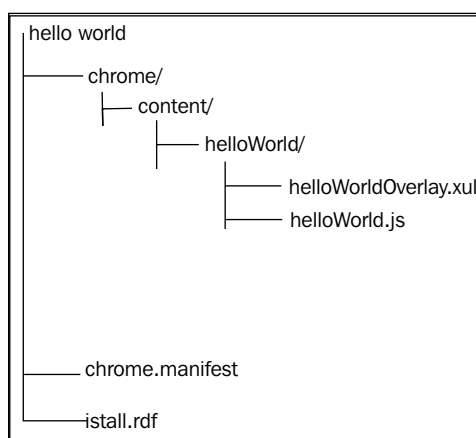 hello world
chrome/
content/
helloWorld/
helloWorldOverlay.xul
helloWorld.js
chrome.manifest
istall.rdf